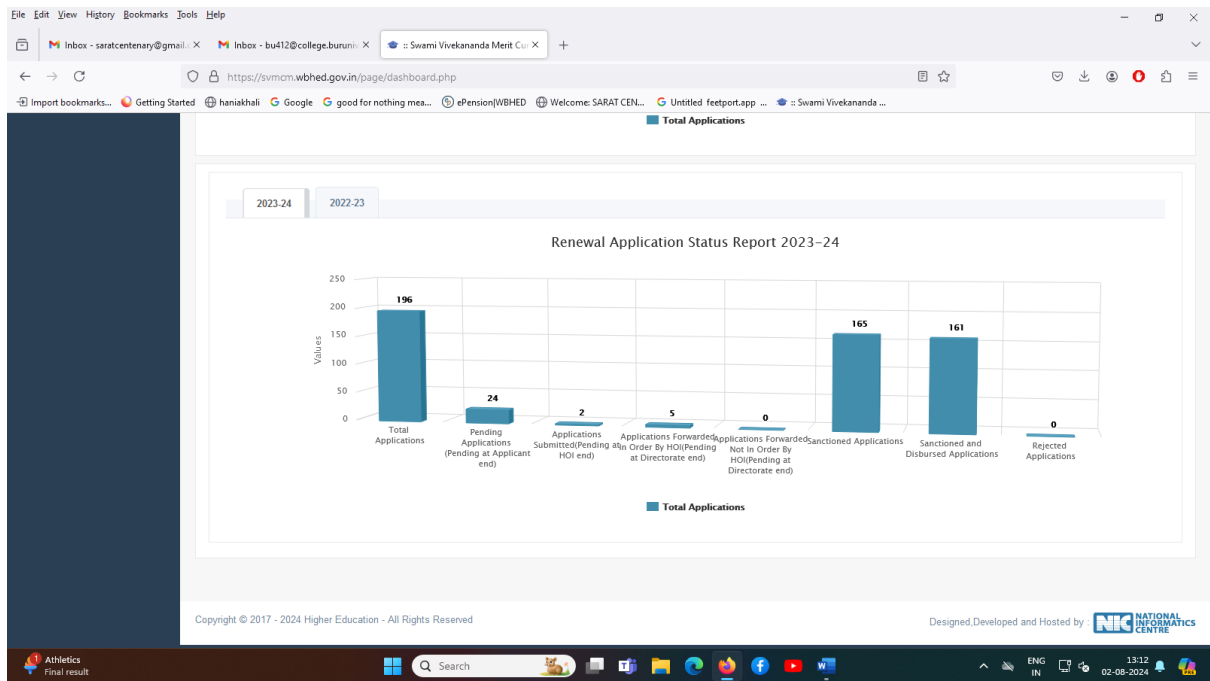 File Edit View History Bookmarks Tools Help
Inbox - saratcentenary@gmail.c
Inbox - bu412@college.buruniv
:: Swami Vivekananda Merit Cur
https://svmcm.wbhed.gov.in/page/dashboard.php
Import bookmarks... Getting Started haniakhali Google good for nothing mea... ePension|WBHED Welcome: SARAT CEN... Untitled feetport.app ... :: Swami Vivekananda ...
Total Applications
2023-24 2022-23
Renewal Application Status Report 2023-24
Values
250
200
150
100
50
0
196
24
2
5
0
165
161
0
Total
Applications
Pending
Applications
(Pending at Applicant
end)
Applications
Submitted(Pending at
HOI end)
Applications Forwarded
In Order By HOI(Pending
at Directorate end)
Applications Forwarded
Not In Order By
HOI(Pending at
Directorate end)
Sanctioned Applications
Sanctioned and
Disbursed Applications
Rejected
Applications
Total Applications
Copyright © 2017 - 2024 Higher Education - All Rights Reserved
Designed,Developed and Hosted by :
NIC
NATIONAL
INFORMATICS
CENTRE
1
Athletics
Final result
Search
ENG
IN
13:12
02-08-2024